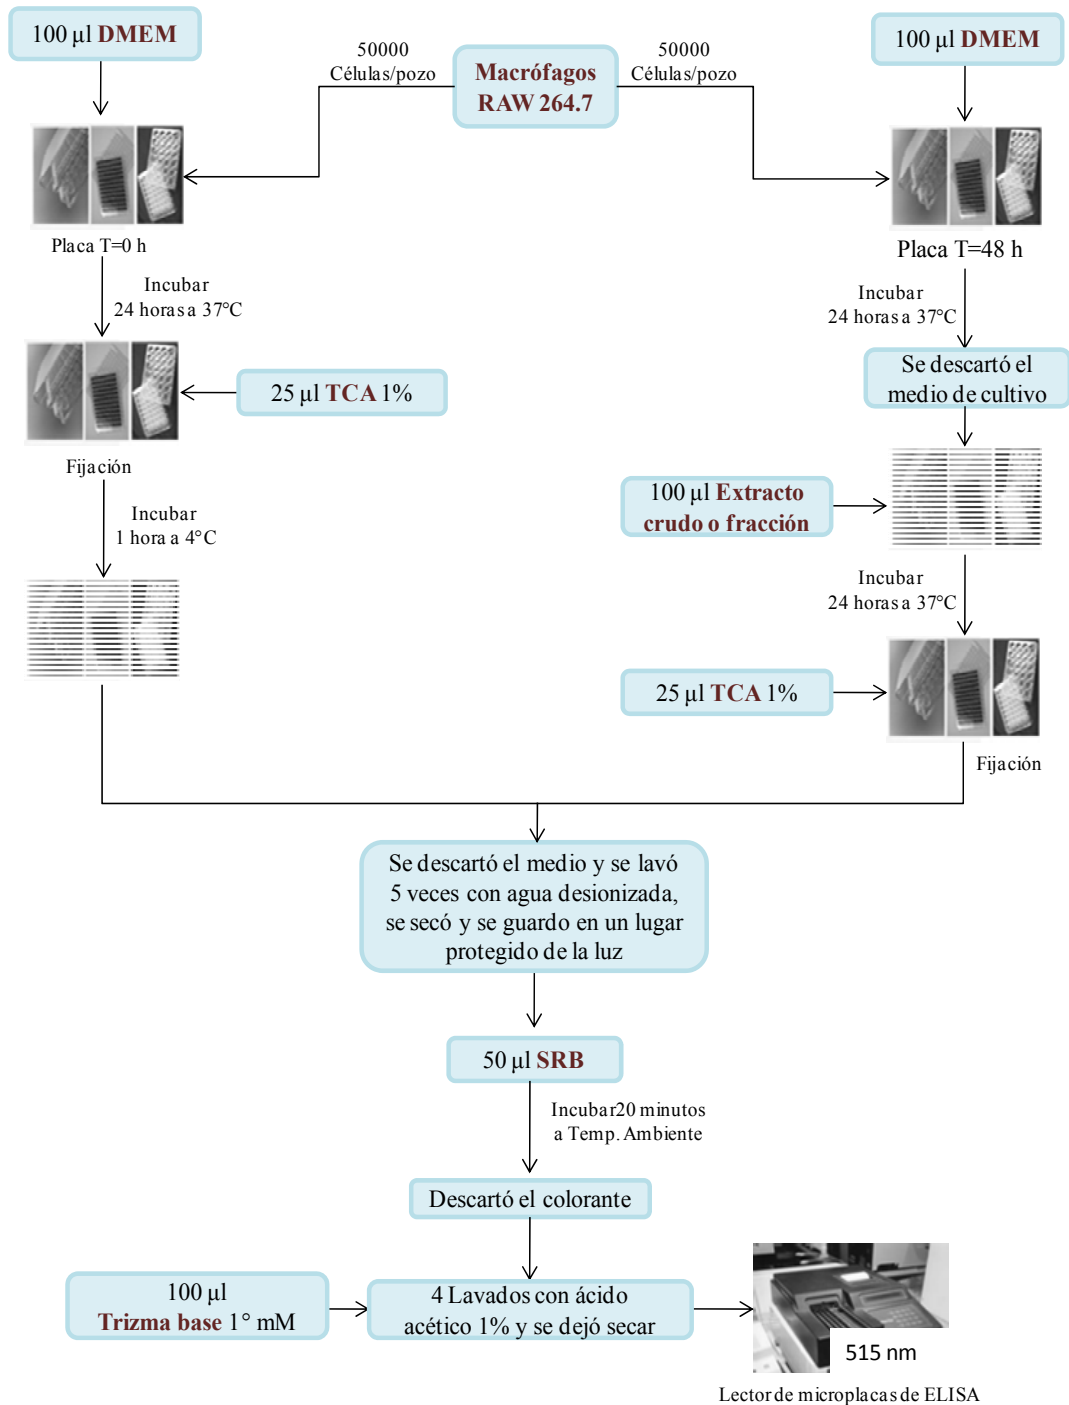 100 µl DMEM
50000
Células/pozo
Macrófagos
RAW 264.7
50000
Células/pozo
100 µl DMEM
Placa T=0 h
Placa T=48 h
Incubar
24 horas a 37°C
Incubar
24 horas a 37°C
25 µl TCA 1%
Se descartó el
medio de cultivo
Fijación
Incubar
1 hora a 4°C
100 µl Extracto
crudo o fracción
Incubar
24 horas a 37°C
25 µl TCA 1%
Fijación
Se descartó el medio y se lavó
5 veces con agua desionizada,
se secó y se guardo en un lugar
protegido de la luz
50 µl SRB
Incubar20 minutos
a Temp. Ambiente
Descartó el colorante
100 µl
Trizma base 1° mM
4 Lavados con ácido
acético 1% y se dejó secar
515 nm
Lector de microplacas de ELISA